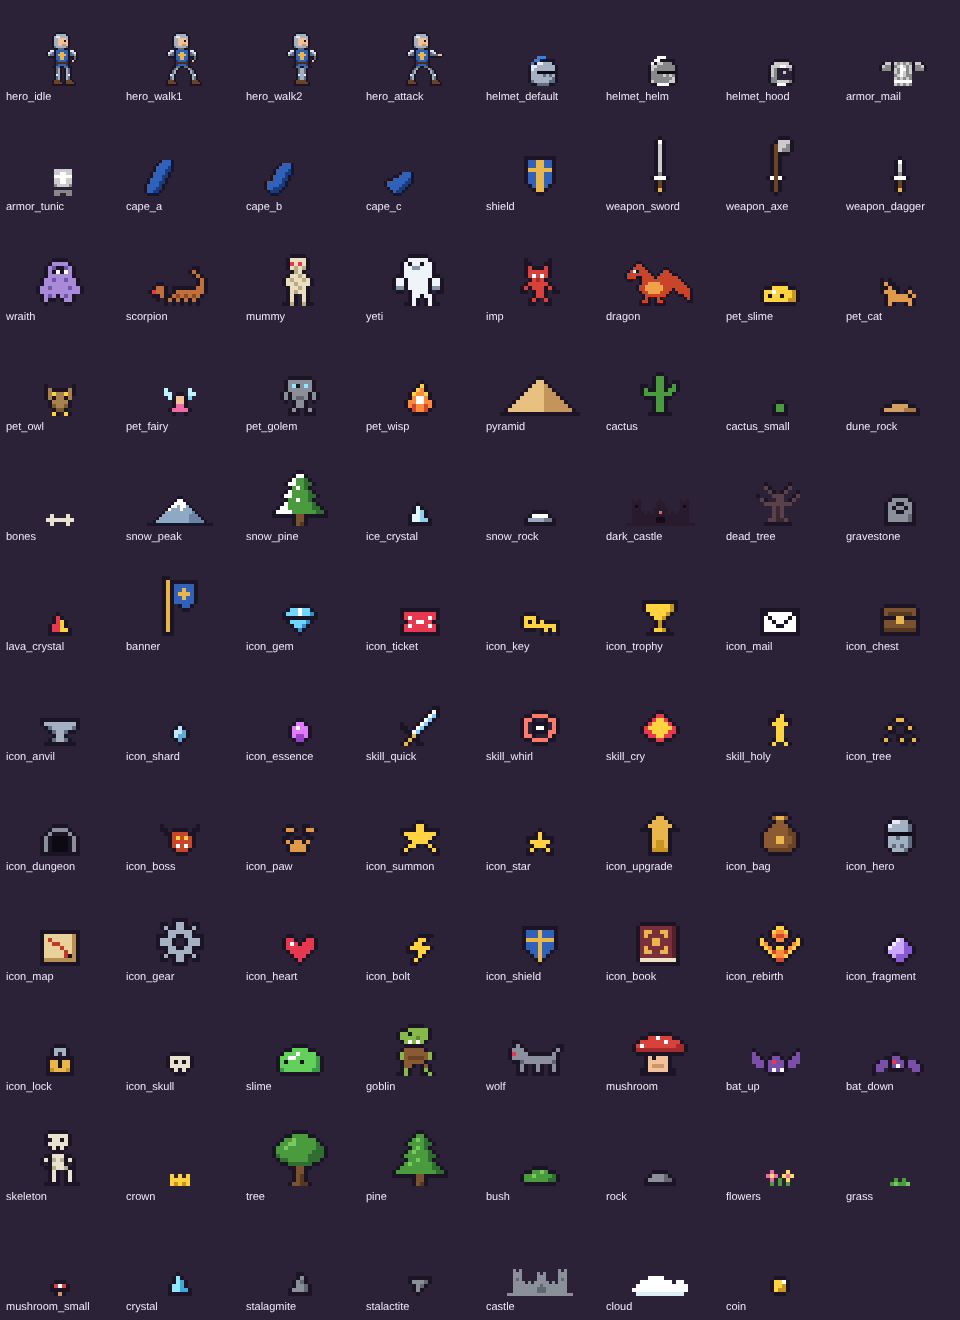 hero_idle hero_walk1 hero_walk2 hero_attack helmet_default helmet_helm helmet_hood armor_mail
armor_tunic cape_a cape_b cape_c shield weapon_sword weapon_axe weapon_dagger
wraith scorpion mummy yeti imp dragon pet_slime pet_cat
pet_owl pet_fairy pet_golem pet_wisp pyramid cactus cactus_small dune_rock
bones snow_peak snow_pine ice_crystal snow_rock dark_castle dead_tree gravestone
lava_crystal banner icon_gem icon_ticket icon_key icon_trophy icon_mail icon_chest
icon_anvil icon_shard icon_essence skill_quick skill_whirl skill_cry skill_holy icon_tree
icon_dungeon icon_boss icon_paw icon_summon icon_star icon_upgrade icon_bag icon_hero
icon_map icon_gear icon_heart icon_bolt icon_shield icon_book icon_rebirth icon_fragment
icon_lock icon_skull slime goblin wolf mushroom bat_up bat_down
skeleton crown tree pine bush rock flowers grass
mushroom_small crystal stalagmite stalactite castle cloud coin